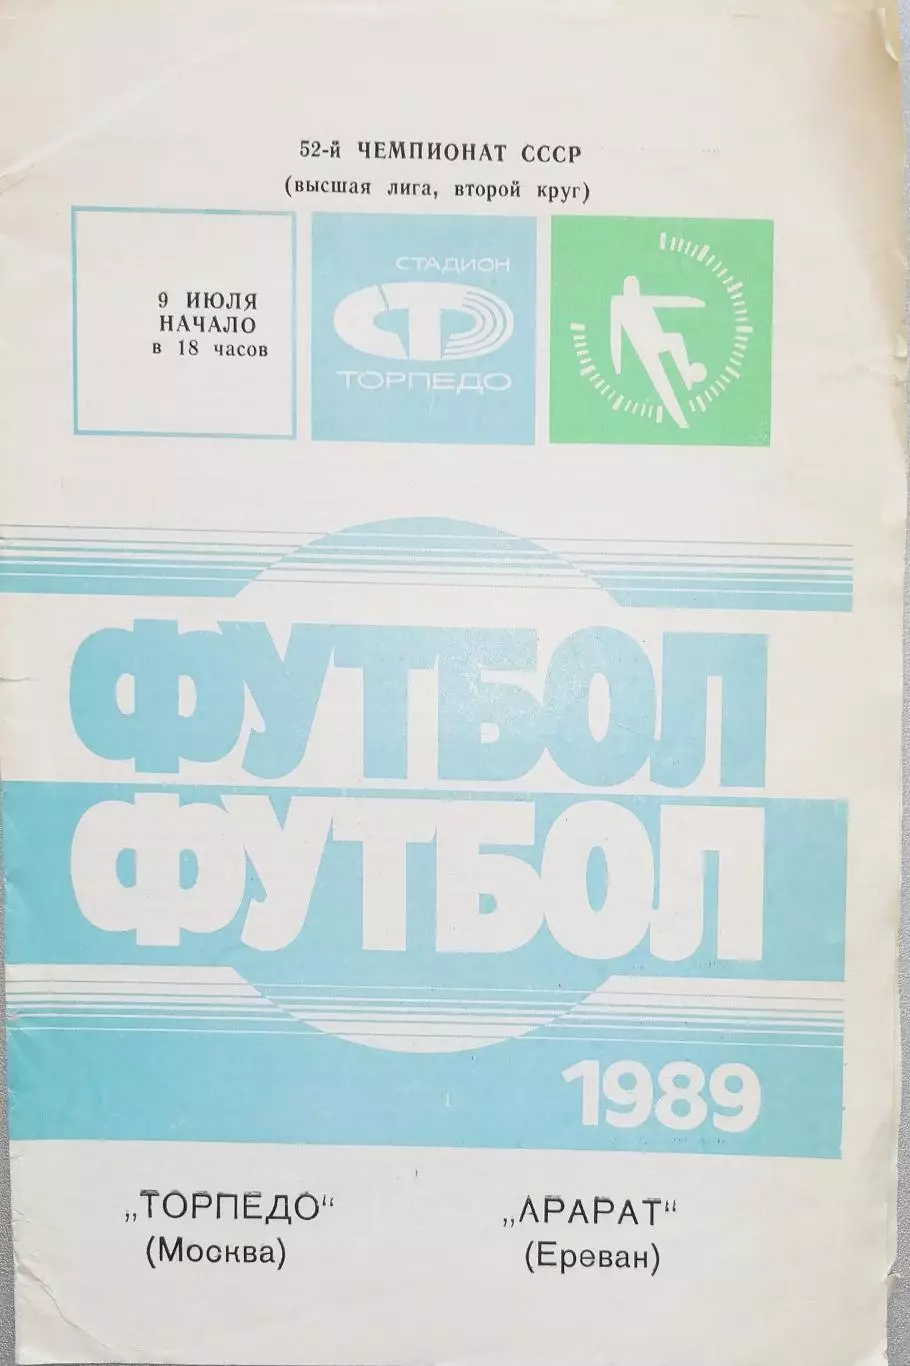 52-й ЧЕМПИОНАТ СССР
(высшая лига, второй круг)
9 ИЮЛЯ
НАЧАЛО
в 18 часов
СТАДИОН
ТОРПЕДО
ФУТБОЛ
ФУТБОЛ
1989
„ТОРПЕДО“
(Москва)
„АРАРАТ“
(Ереван)